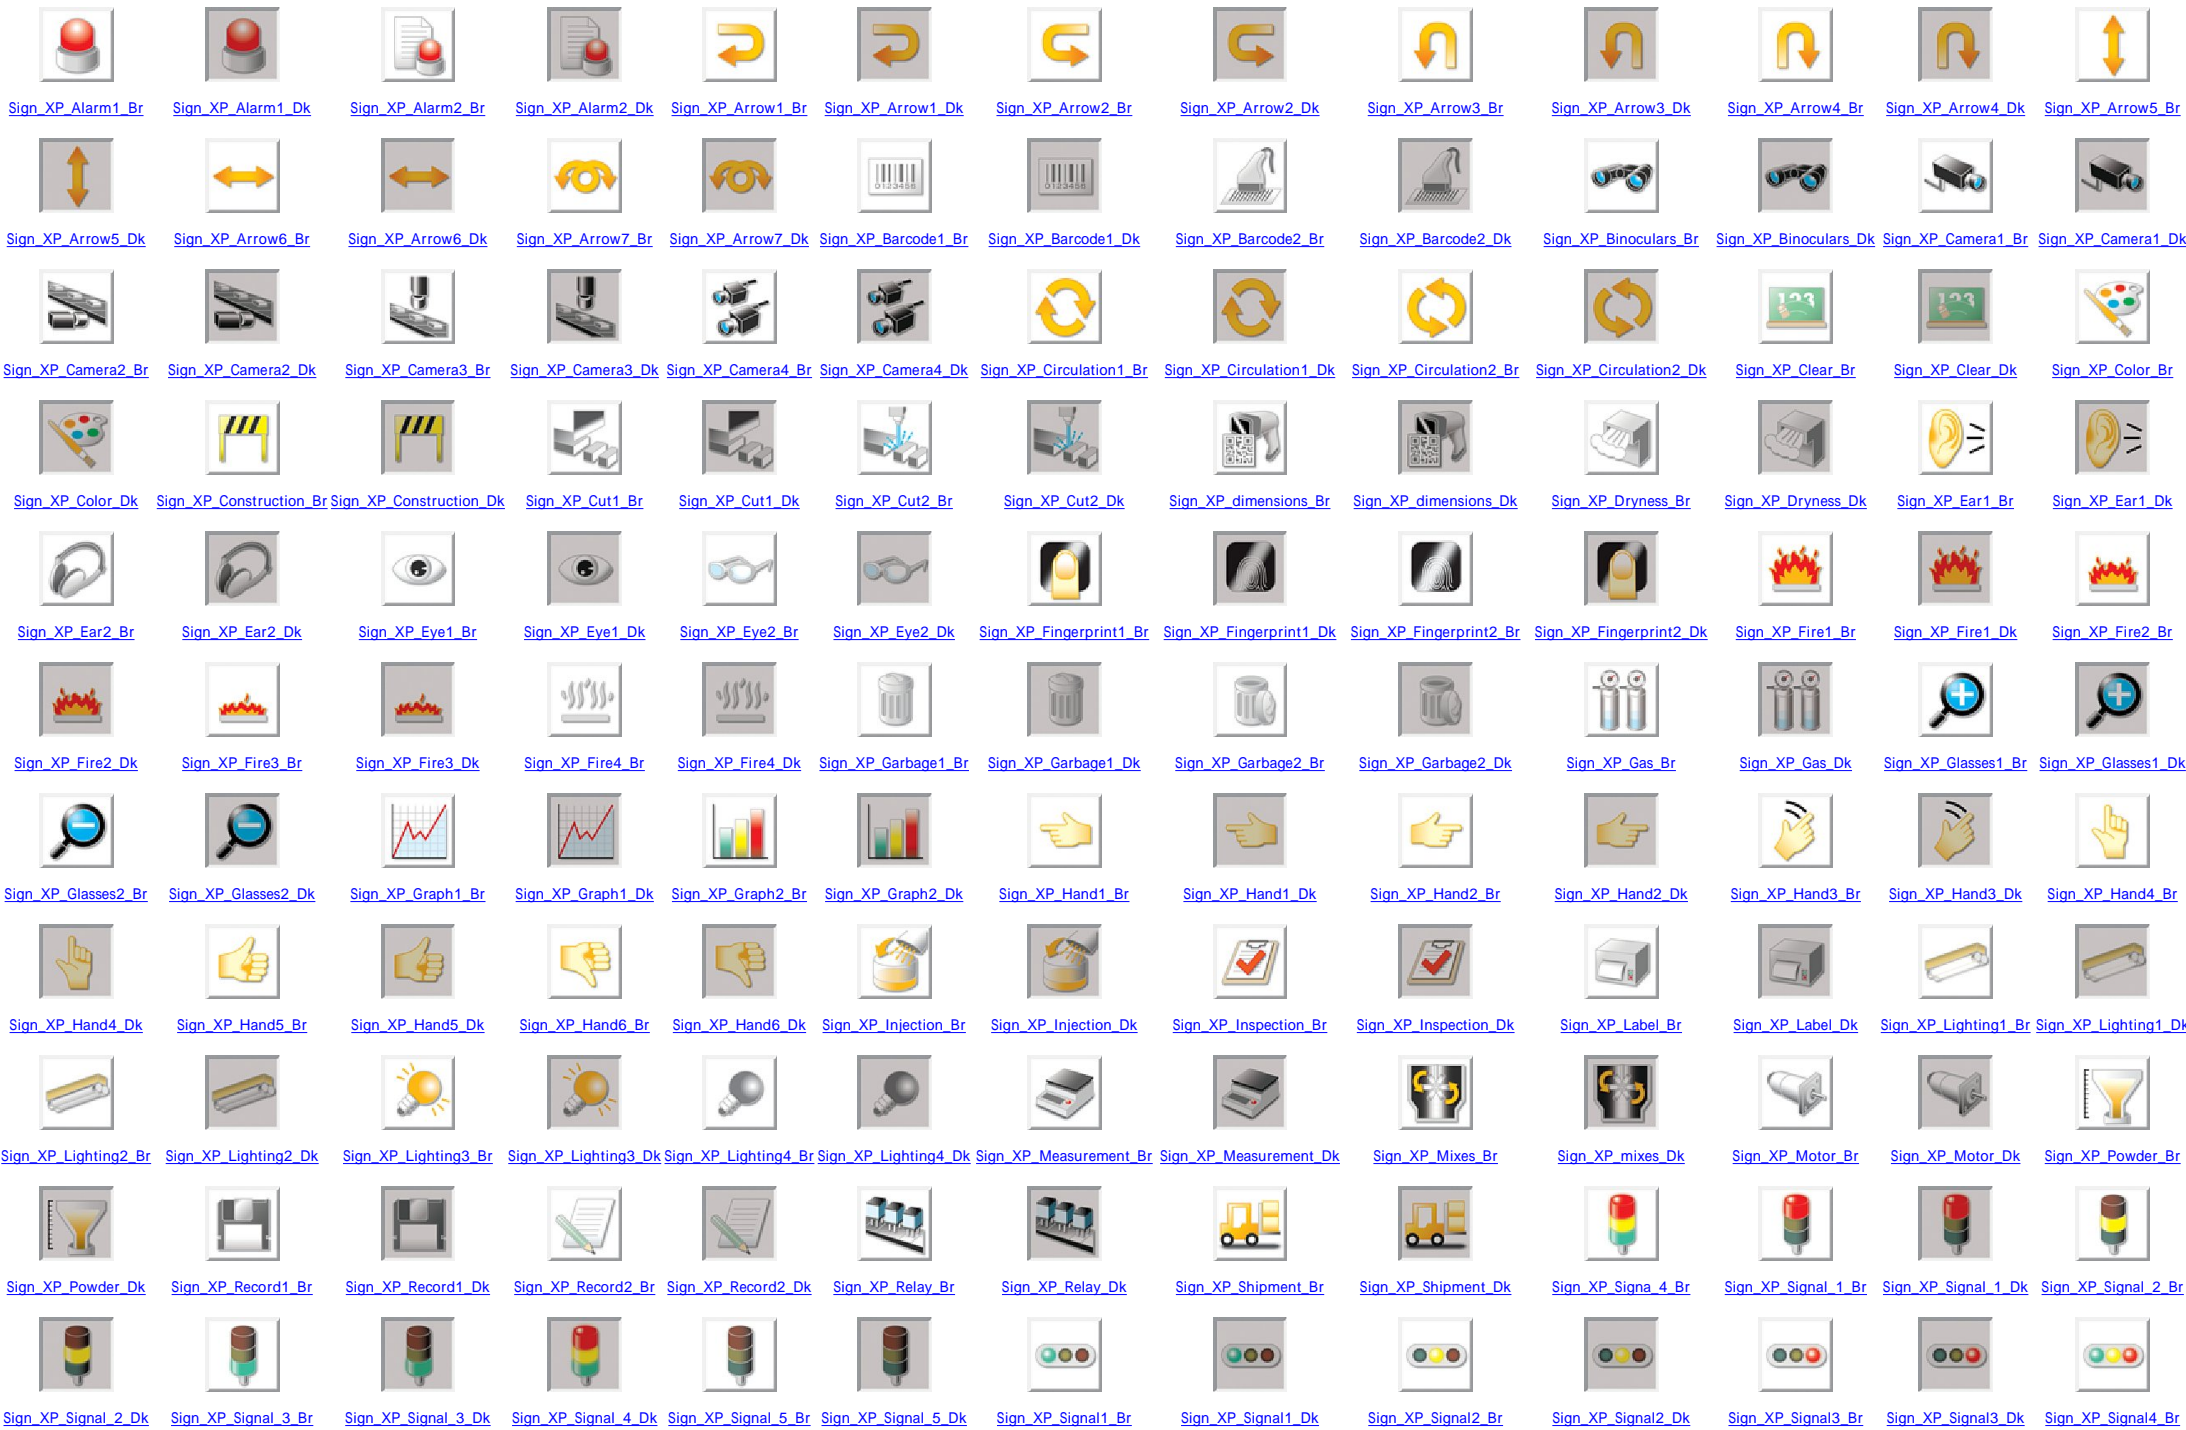 Sign_XP_Alarm1_Br Sign_XP_Alarm1_Dk Sign_XP_Alarm2_Br Sign_XP_Alarm2_Dk Sign_XP_Arrow1_Br Sign_XP_Arrow1_Dk Sign_XP_Arrow2_Br Sign_XP_Arrow2_Dk Sign_XP_Arrow3_Br Sign_XP_Arrow3_Dk Sign_XP_Arrow4_Br Sign_XP_Arrow4_Dk Sign_XP_Arrow5_Br
0123456 0123456
Sign_XP_Arrow5_Dk Sign_XP_Arrow6_Br Sign_XP_Arrow6_Dk Sign_XP_Arrow7_Br Sign_XP_Arrow7_Dk Sign_XP_Barcode1_Br Sign_XP_Barcode1_Dk Sign_XP_Barcode2_Br Sign_XP_Barcode2_Dk Sign_XP_Binoculars_Br Sign_XP_Binoculars_Dk Sign_XP_Camera1_Br Sign_XP_Camera1_Dk
123 123
Sign_XP_Camera2_Br Sign_XP_Camera2_Dk Sign_XP_Camera3_Br Sign_XP_Camera3_Dk Sign_XP_Camera4_Br Sign_XP_Camera4_Dk Sign_XP_Circulation1_Br Sign_XP_Circulation1_Dk Sign_XP_Circulation2_Br Sign_XP_Circulation2_Dk Sign_XP_Clear_Br Sign_XP_Clear_Dk Sign_XP_Color_Br
Sign_XP_Color_Dk Sign_XP_Construction_Br Sign_XP_Construction_Dk Sign_XP_Cut1_Br Sign_XP_Cut1_Dk Sign_XP_Cut2_Br Sign_XP_Cut2_Dk Sign_XP_dimensions_Br Sign_XP_dimensions_Dk Sign_XP_Dryness_Br Sign_XP_Dryness_Dk Sign_XP_Ear1_Br Sign_XP_Ear1_Dk
Sign_XP_Ear2_Br Sign_XP_Ear2_Dk Sign_XP_Eye1_Br Sign_XP_Eye1_Dk Sign_XP_Eye2_Br Sign_XP_Eye2_Dk Sign_XP_Fingerprint1_Br Sign_XP_Fingerprint1_Dk Sign_XP_Fingerprint2_Br Sign_XP_Fingerprint2_Dk Sign_XP_Fire1_Br Sign_XP_Fire1_Dk Sign_XP_Fire2_Br
Sign_XP_Fire2_Dk Sign_XP_Fire3_Br Sign_XP_Fire3_Dk Sign_XP_Fire4_Br Sign_XP_Fire4_Dk Sign_XP_Garbage1_Br Sign_XP_Garbage1_Dk Sign_XP_Garbage2_Br Sign_XP_Garbage2_Dk Sign_XP_Gas_Br Sign_XP_Gas_Dk Sign_XP_Glasses1_Br Sign_XP_Glasses1_Dk
Sign_XP_Glasses2_Br Sign_XP_Glasses2_Dk Sign_XP_Graph1_Br Sign_XP_Graph1_Dk Sign_XP_Graph2_Br Sign_XP_Graph2_Dk Sign_XP_Hand1_Br Sign_XP_Hand1_Dk Sign_XP_Hand2_Br Sign_XP_Hand2_Dk Sign_XP_Hand3_Br Sign_XP_Hand3_Dk Sign_XP_Hand4_Br
Sign_XP_Hand4_Dk Sign_XP_Hand5_Br Sign_XP_Hand5_Dk Sign_XP_Hand6_Br Sign_XP_Hand6_Dk Sign_XP_Injection_Br Sign_XP_Injection_Dk Sign_XP_Inspection_Br Sign_XP_Inspection_Dk Sign_XP_Label_Br Sign_XP_Label_Dk Sign_XP_Lighting1_Br Sign_XP_Lighting1_Dk
Sign_XP_Lighting2_Br Sign_XP_Lighting2_Dk Sign_XP_Lighting3_Br Sign_XP_Lighting3_Dk Sign_XP_Lighting4_Br Sign_XP_Lighting4_Dk Sign_XP_Measurement_Br Sign_XP_Measurement_Dk Sign_XP_Mixes_Br Sign_XP_mixes_Dk Sign_XP_Motor_Br Sign_XP_Motor_Dk Sign_XP_Powder_Br
Sign_XP_Powder_Dk Sign_XP_Record1_Br Sign_XP_Record1_Dk Sign_XP_Record2_Br Sign_XP_Record2_Dk Sign_XP_Relay_Br Sign_XP_Relay_Dk Sign_XP_Shipment_Br Sign_XP_Shipment_Dk Sign_XP_Signa_4_Br Sign_XP_Signal_1_Br Sign_XP_Signal_1_Dk Sign_XP_Signal_2_Br
Sign_XP_Signal_2_Dk Sign_XP_Signal_3_Br Sign_XP_Signal_3_Dk Sign_XP_Signal_4_Dk Sign_XP_Signal_5_Br Sign_XP_Signal_5_Dk Sign_XP_Signal1_Br Sign_XP_Signal1_Dk Sign_XP_Signal2_Br Sign_XP_Signal2_Dk Sign_XP_Signal3_Br Sign_XP_Signal3_Dk Sign_XP_Signal4_Br